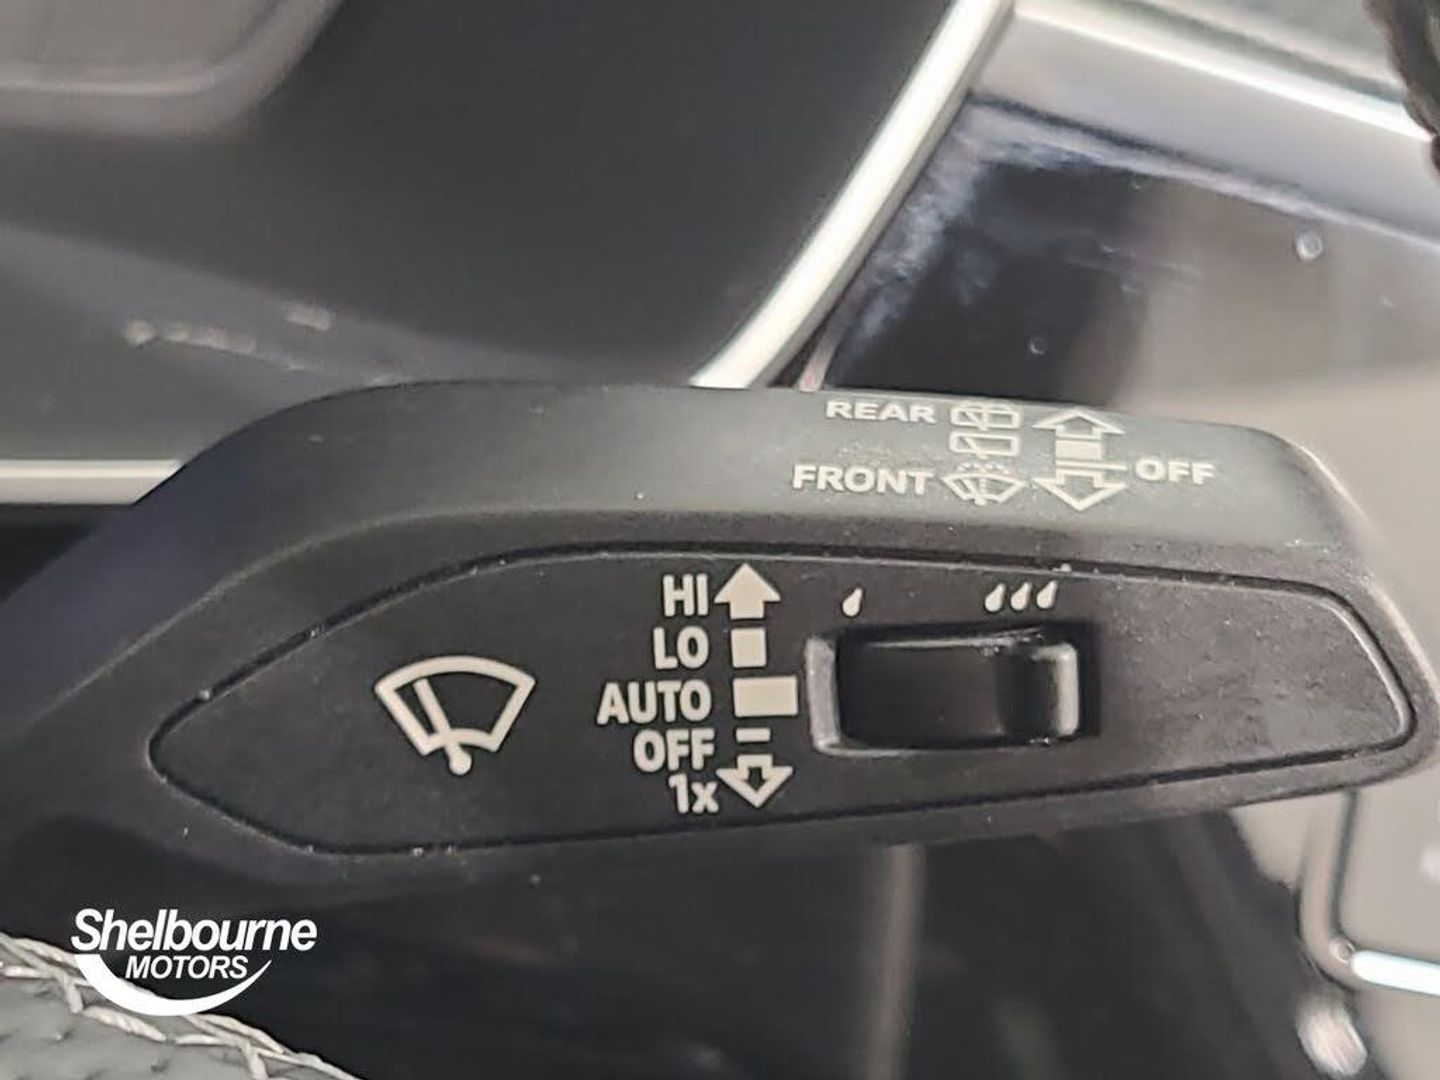 REAR
FRONT
OFF
HI
LO
AUTO
OFF
1x
Shelbourne
MOTORS